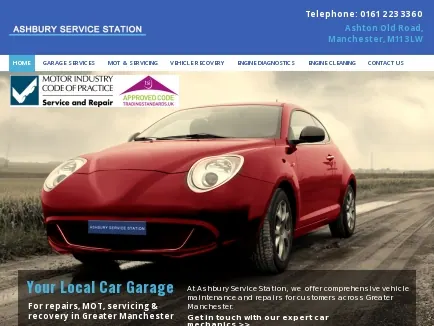 Telephone: 0161 223 3360
ASHBURY SERVICE STATION
Ashton Old Road,
Manchester, M113LW
HOME GARAGE SERVICES MOT & SERVICING VEHICLE RECOVERY ENGINE DIAGNOSTICS ENGINE CLEANING CONTACT US
MOTOR INDUSTRY
CODE OF PRACTICE
Service and Repair
APPROVED CODE
TRADINGSTANDARDS.UK
ASHBURY SERVICE STATION
Your Local Car Garage
For repairs, MOT, servicing &
recovery in Greater Manchester
At Ashbury Service Station, we offer comprehensive vehicle
maintenance and repairs for customers across Greater
Manchester.
Get in touch with our expert car
mechanics >>